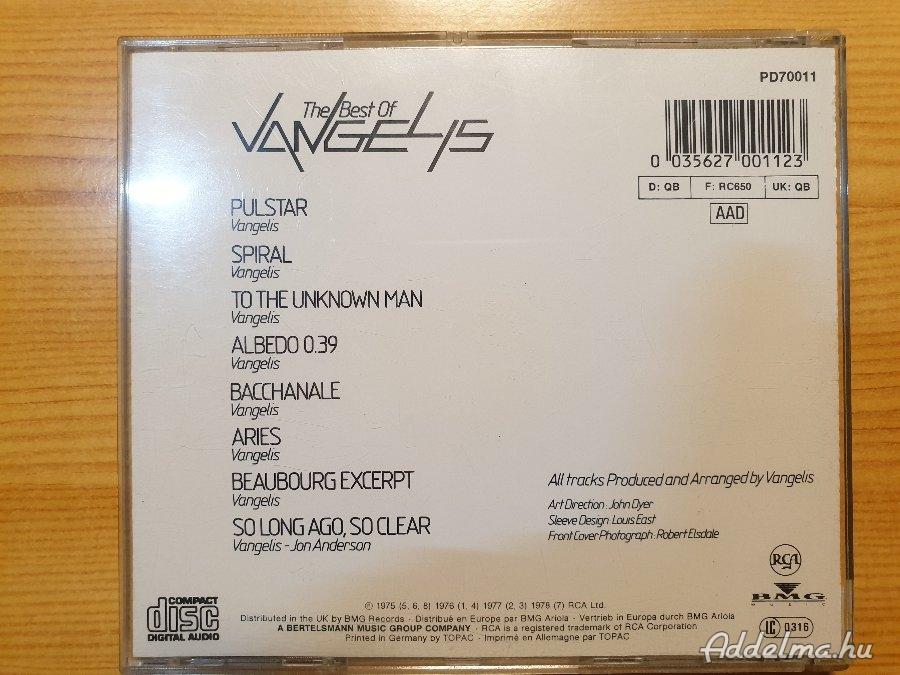 PD70011
The Best Of
VANGELIS
0 035627 001123
D: QB F: RC650 UK: QB
AAD
PULSTAR
Vangelis
SPIRAL
Vangelis
TO THE UNKNOWN MAN
Vangelis
ALBEDO 0.39
Vangelis
BACCHANALE
Vangelis
ARIES
Vangelis
BEAUBOURG EXCERPT
Vangelis
SO LONG AGO, SO CLEAR
Vangelis - Jon Anderson
All tracks Produced and Arranged by Vangelis
Art Direction : John Dyer
Sleeve Design : Louis East
Front Cover Photograph : Robert Elsdale
RCA
BMG
MUSIC
LC 0316
COMPACT
disc
DIGITAL AUDIO
℗ 1975 (5, 6, 8) 1976 (1, 4) 1977 (2, 3) 1978 (7) RCA Ltd.
Distributed in the UK by BMG Records · Distribué en Europe par BMG Ariola · Vertrieb in Europa durch BMG Ariola
A BERTELSMANN MUSIC GROUP COMPANY · RCA is a registered trademark of RCA Corporation
Printed in Germany by TOPAC · Imprimé en Allemagne par TOPAC
Addelma.hu